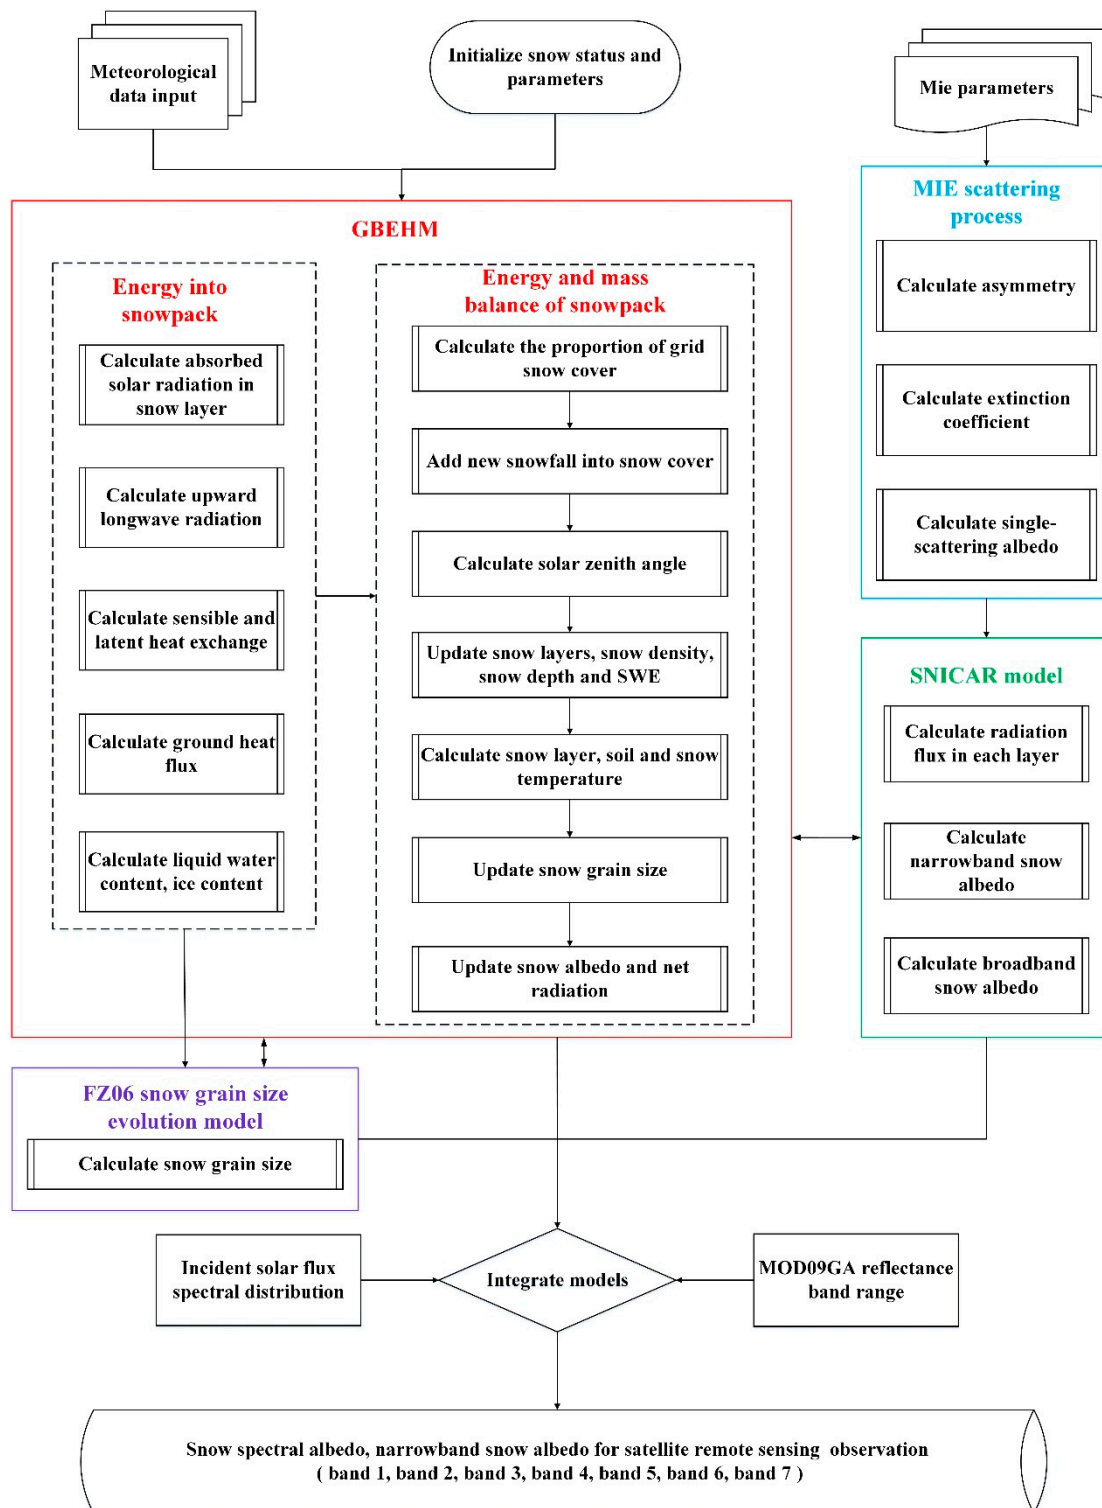 Meteorological
data input
Initialize snow status and
parameters
Mie parameters
GBEHM
Energy into
snowpack
Calculate absorbed
solar radiation in
snow layer
Calculate upward
longwave radiation
Calculate sensible and
latent heat exchange
Calculate ground heat
flux
Calculate liquid water
content, ice content
Energy and mass
balance of snowpack
Calculate the proportion of grid
snow cover
Add new snowfall into snow cover
Calculate solar zenith angle
Update snow layers, snow density,
snow depth and SWE
Calculate snow layer, soil and snow
temperature
Update snow grain size
Update snow albedo and net
radiation
MIE scattering
process
Calculate asymmetry
Calculate extinction
coefficient
Calculate single-
scattering albedo
SNICAR model
Calculate radiation
flux in each layer
Calculate
narrowband snow
albedo
Calculate broadband
snow albedo
FZ06 snow grain size
evolution model
Calculate snow grain size
Incident solar flux
spectral distribution
Integrate models
MOD09GA reflectance
band range
Snow spectral albedo, narrowband snow albedo for satellite remote sensing observation
( band 1, band 2, band 3, band 4, band 5, band 6, band 7 )